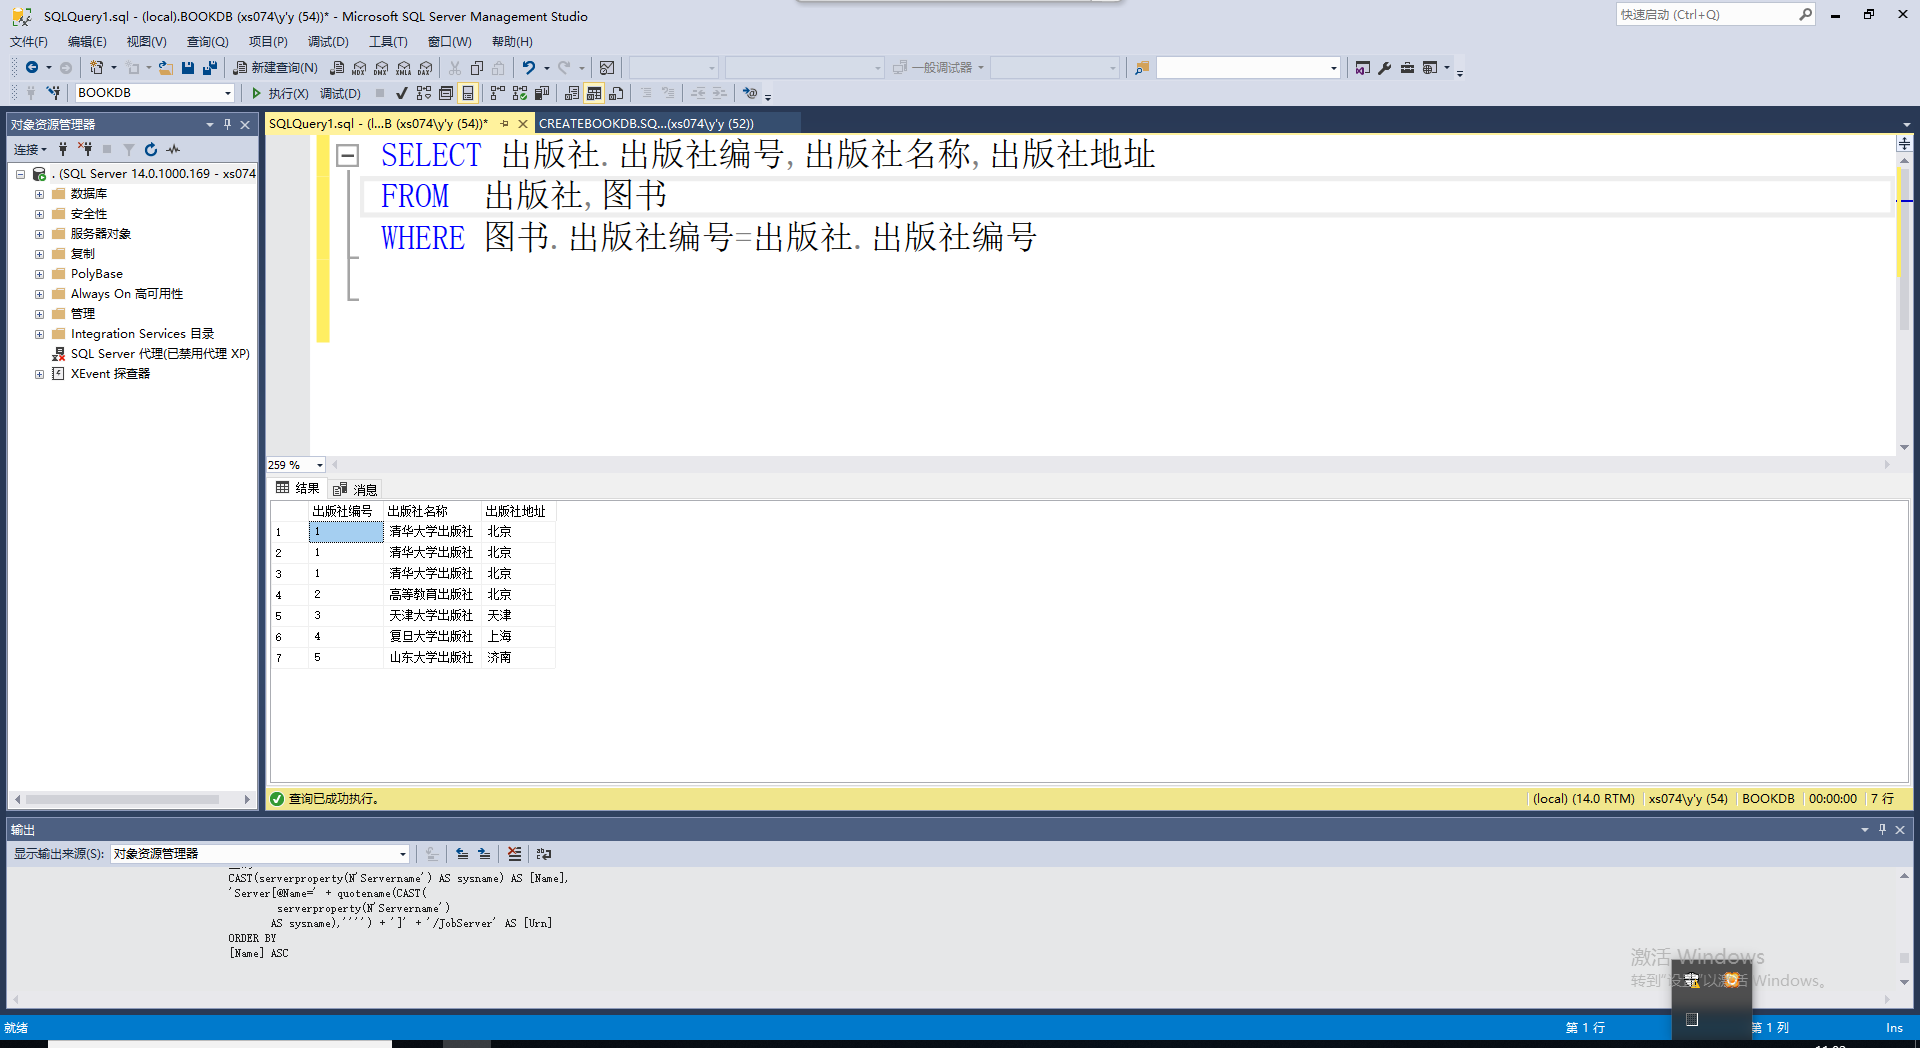 SQLQuery1.sql - (local).BOOKDB (xs074\y'y (54))* - Microsoft SQL Server Management Studio
快速启动 (Ctrl+Q)
文件(F) 编辑(E) 视图(V) 查询(Q) 项目(P) 调试(D) 工具(T) 窗口(W) 帮助(H)
新建查询(N) 一般调试器
BOOKDB 执行(X) 调试(D)
对象资源管理器
SQLQuery1.sql - (l...B (xs074\y'y (54))* CREATEBOOKDB.SQ...(xs074\y'y (52))
连接
. (SQL Server 14.0.1000.169 - xs074
数据库
安全性
服务器对象
复制
PolyBase
Always On 高可用性
管理
Integration Services 目录
SQL Server 代理(已禁用代理 XP)
XEvent 探查器
SELECT 出版社.出版社编号,出版社名称,出版社地址
FROM 出版社,图书
WHERE 图书.出版社编号=出版社.出版社编号
259 %
结果 消息
出版社编号 出版社名称 出版社地址
1 1 清华大学出版社 北京
2 1 清华大学出版社 北京
3 1 清华大学出版社 北京
4 2 高等教育出版社 北京
5 3 天津大学出版社 天津
6 4 复旦大学出版社 上海
7 5 山东大学出版社 济南
查询已成功执行。 (local) (14.0 RTM) xs074\y'y (54) BOOKDB 00:00:00 7 行
输出
显示输出来源(S): 对象资源管理器
CAST(serverproperty(N'Servername') AS sysname) AS [Name],
'Server[@Name=' + quotename(CAST(
serverproperty(N'Servername')
AS sysname),'''') + ']' + '/JobServer' AS [Urn]
ORDER BY
[Name] ASC
激活 Windows
转到"设置"以激活 Windows。
就绪 第 1 行 第 1 列 Ins